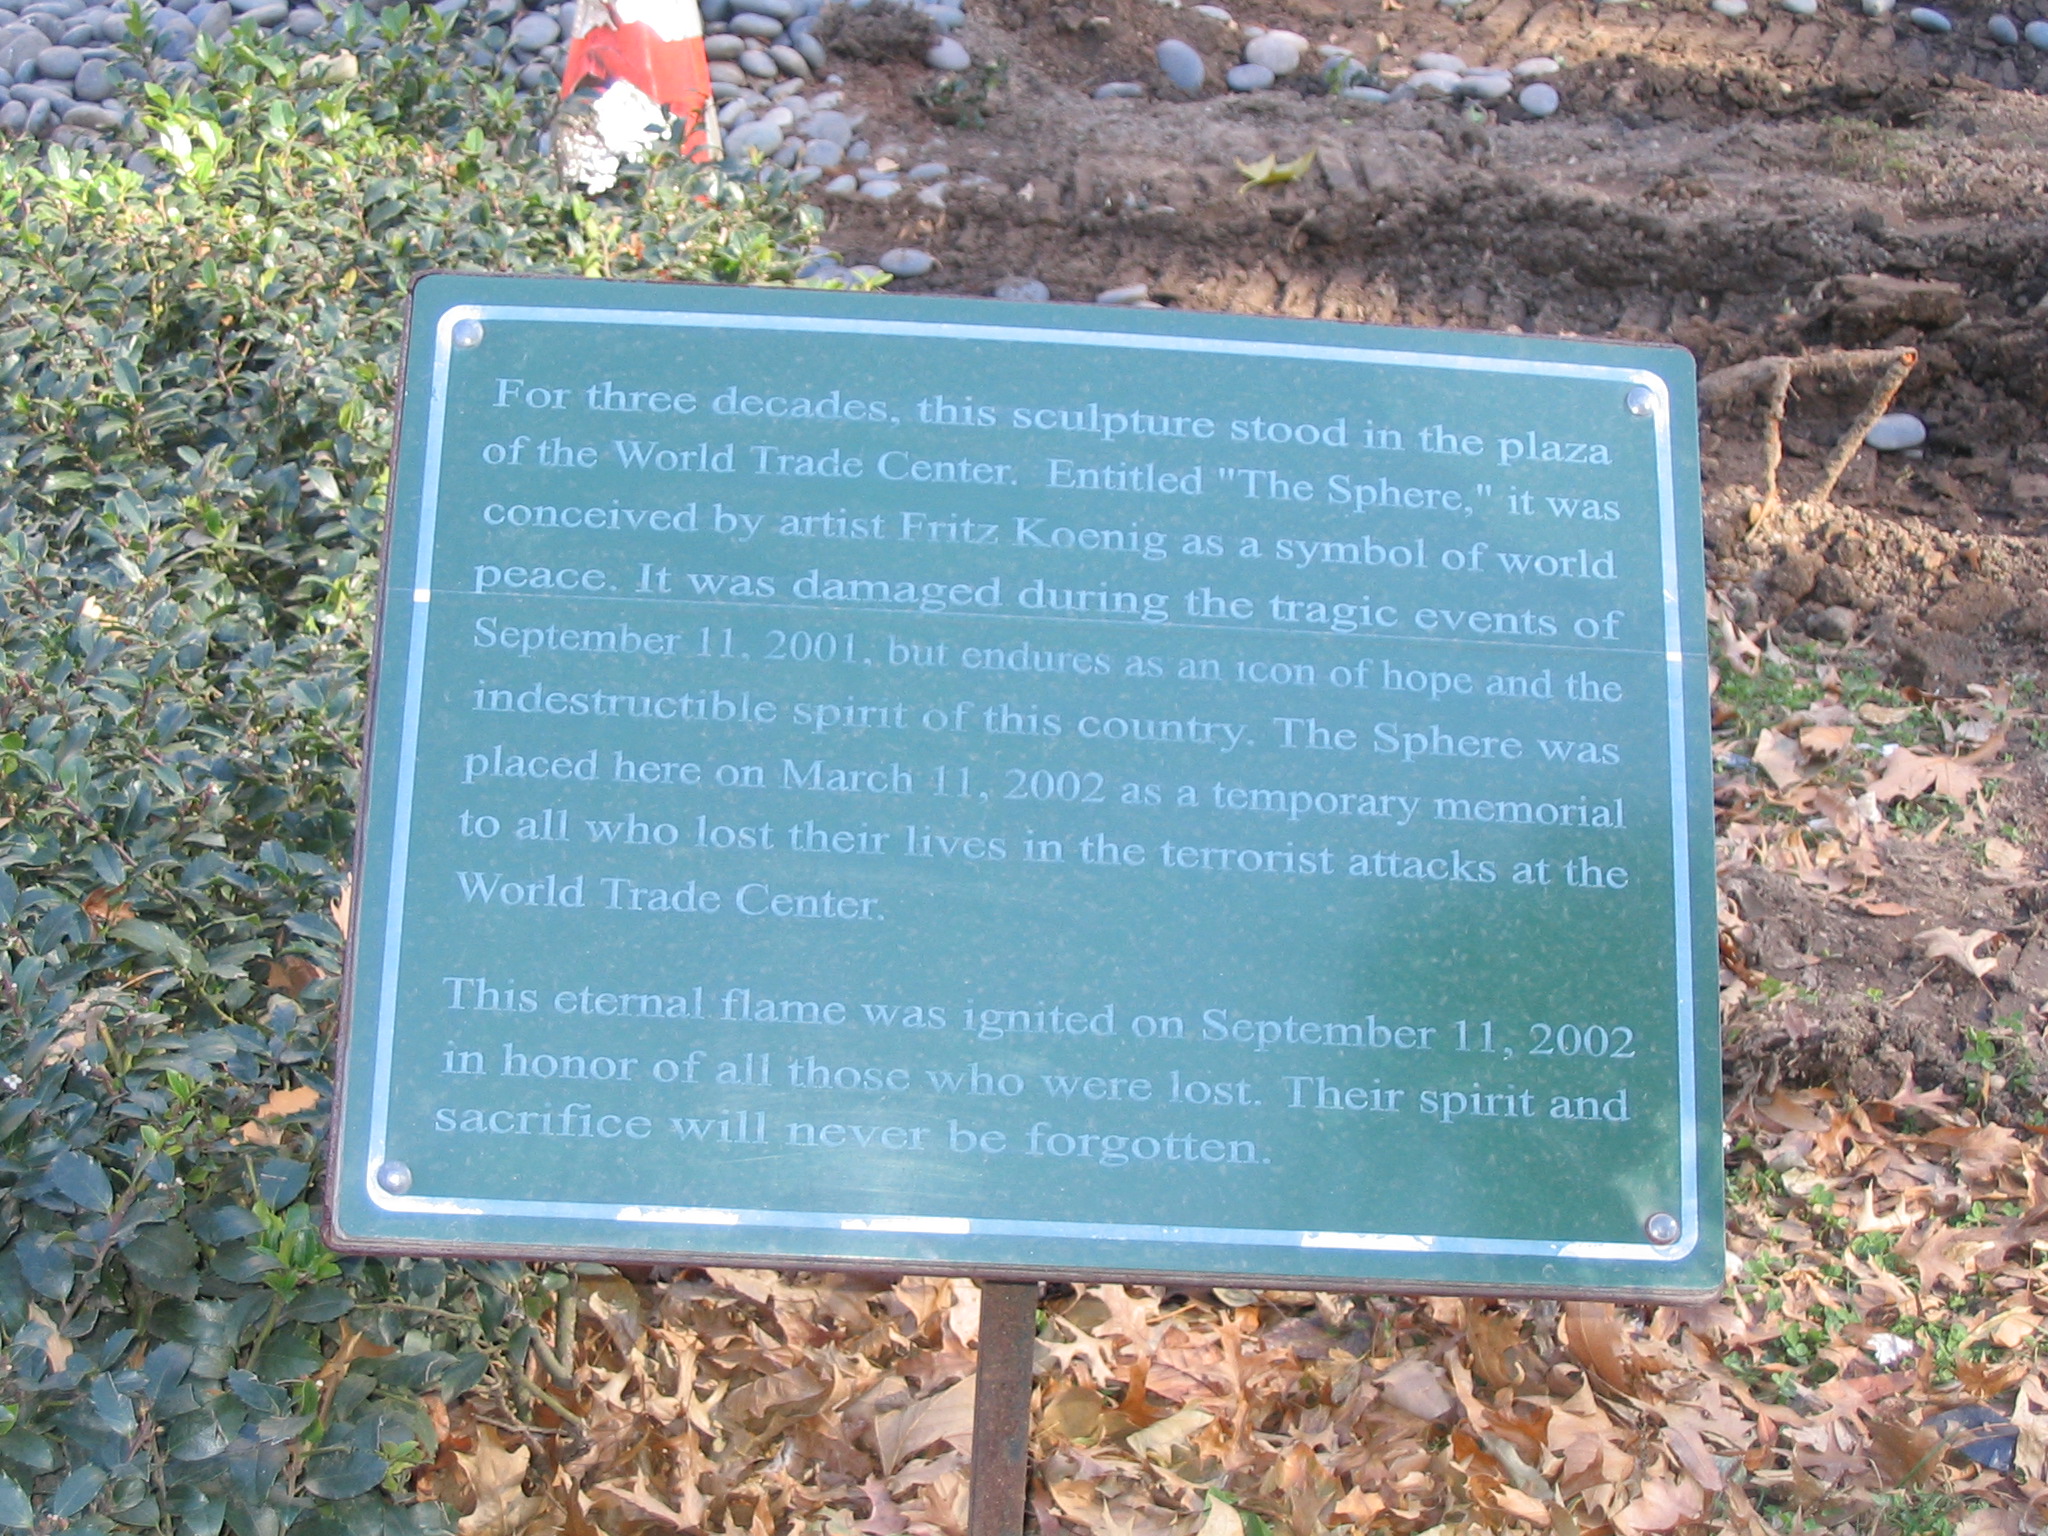 For three decades, this sculpture stood in the plaza
of the World Trade Center. Entitled "The Sphere," it was
conceived by artist Fritz Koenig as a symbol of world
peace. It was damaged during the tragic events of
September 11, 2001, but endures as an icon of hope and the
indestructible spirit of this country. The Sphere was
placed here on March 11, 2002 as a temporary memorial
to all who lost their lives in the terrorist attacks at the
World Trade Center.
This eternal flame was ignited on September 11, 2002
in honor of all those who were lost. Their spirit and
sacrifice will never be forgotten.